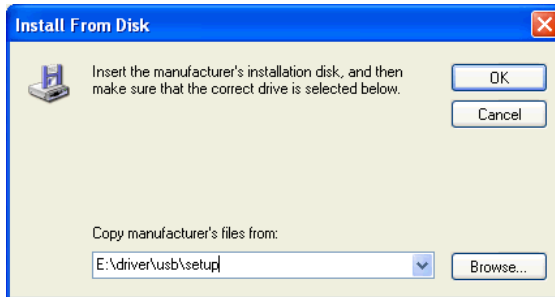 Install From Disk
Insert the manufacturer's installation disk, and then
make sure that the correct drive is selected below.
OK
Cancel
Copy manufacturer's files from:
E:\driver\usb\setup
Browse...